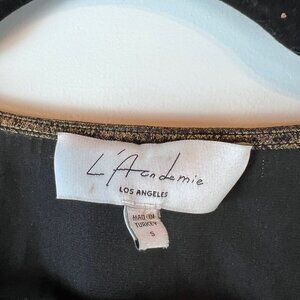 L'Academie
LOS ANGELES
MADE IN
TURKEY
S